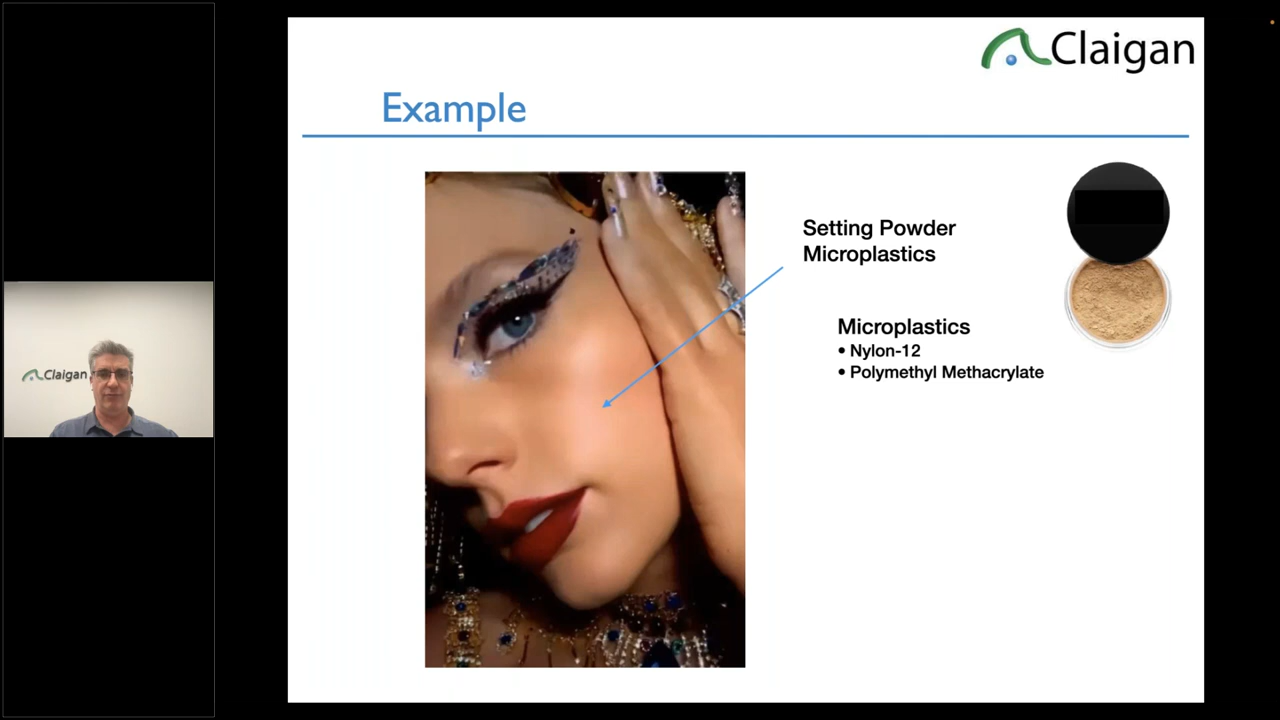 Claigan
Example
Setting Powder
Microplastics
Microplastics
• Nylon-12
• Polymethyl Methacrylate
Claigan